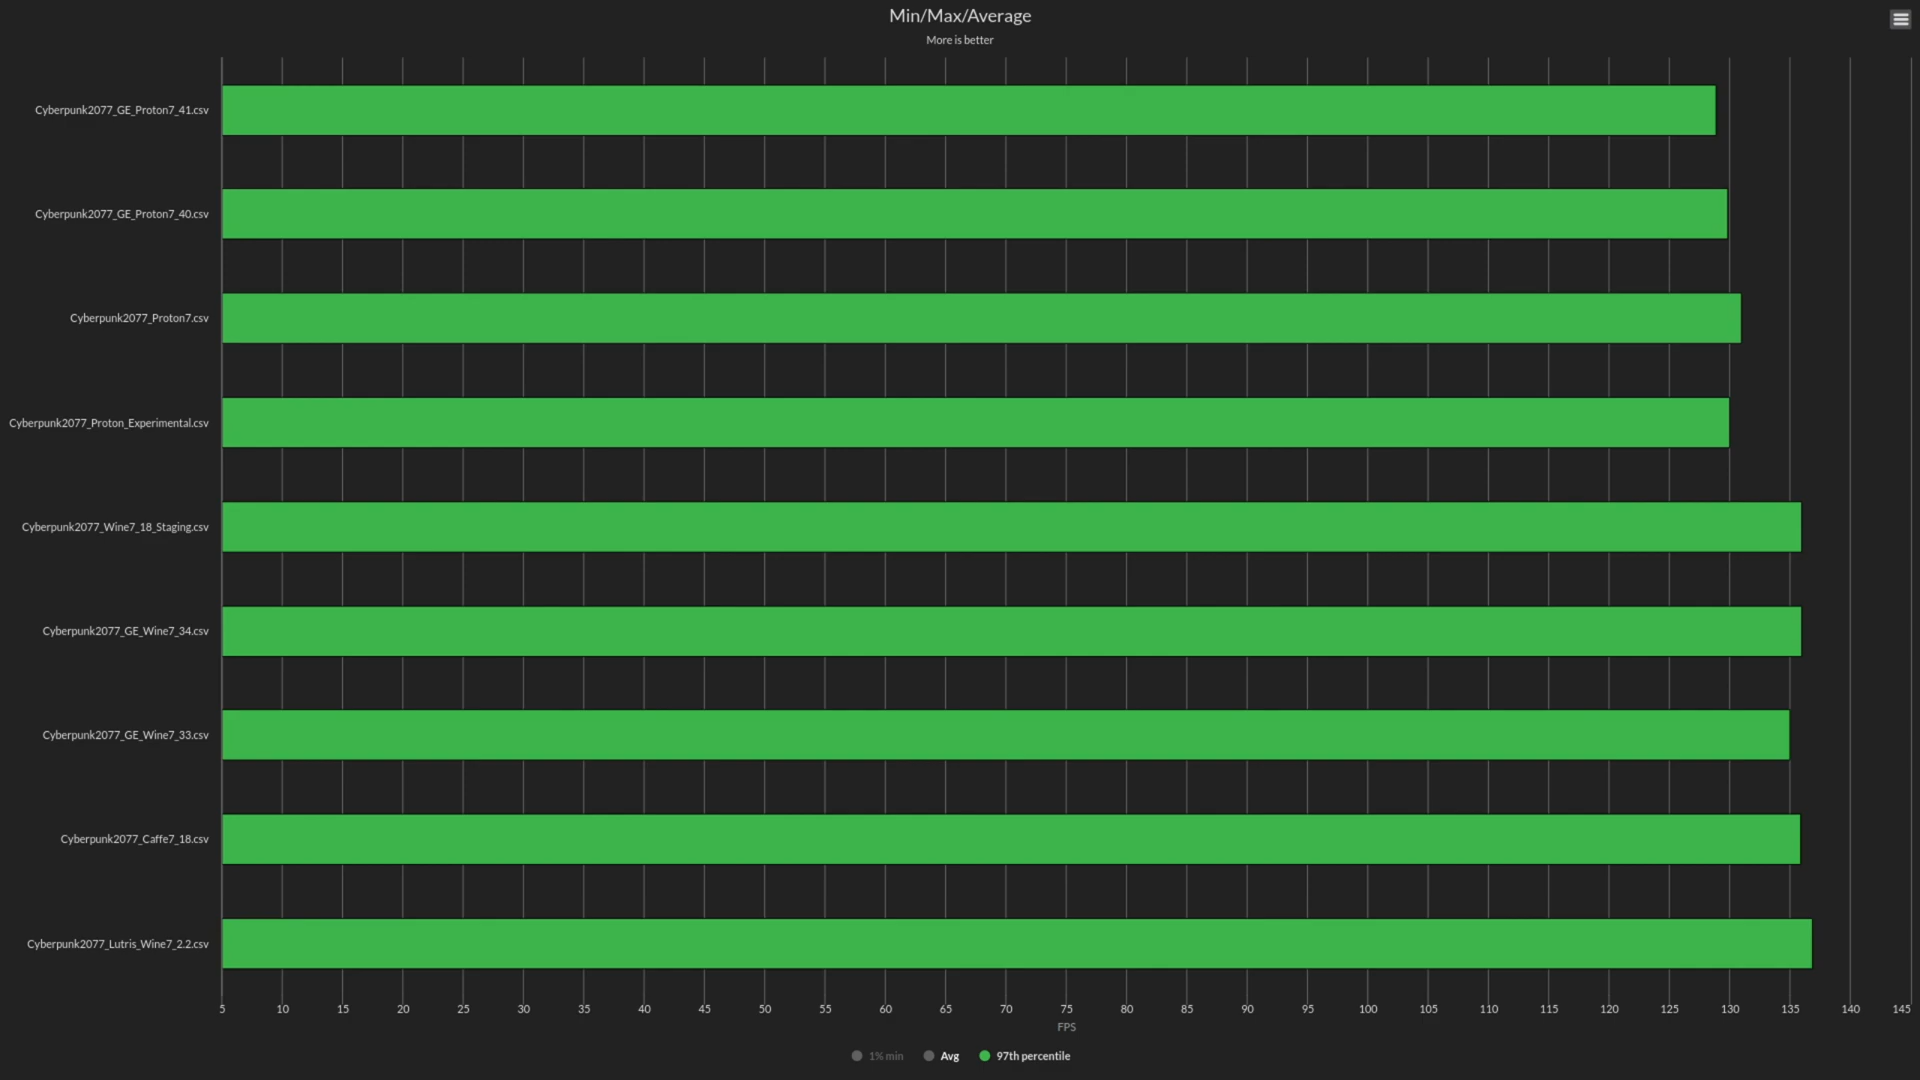 Min/Max/Average
More is better
Cyberpunk2077_GE_Proton7_41.csv
Cyberpunk2077_GE_Proton7_40.csv
Cyberpunk2077_Proton7.csv
Cyberpunk2077_Proton_Experimental.csv
Cyberpunk2077_Wine7_18_Staging.csv
Cyberpunk2077_GE_Wine7_34.csv
Cyberpunk2077_GE_Wine7_33.csv
Cyberpunk2077_Caffe7_18.csv
Cyberpunk2077_Lutris_Wine7_2.2.csv
5 10 15 20 25 30 35 40 45 50 55 60 65 70 75 80 85 90 95 100 105 110 115 120 125 130 135 140 145
FPS
1% min Avg 97th percentile